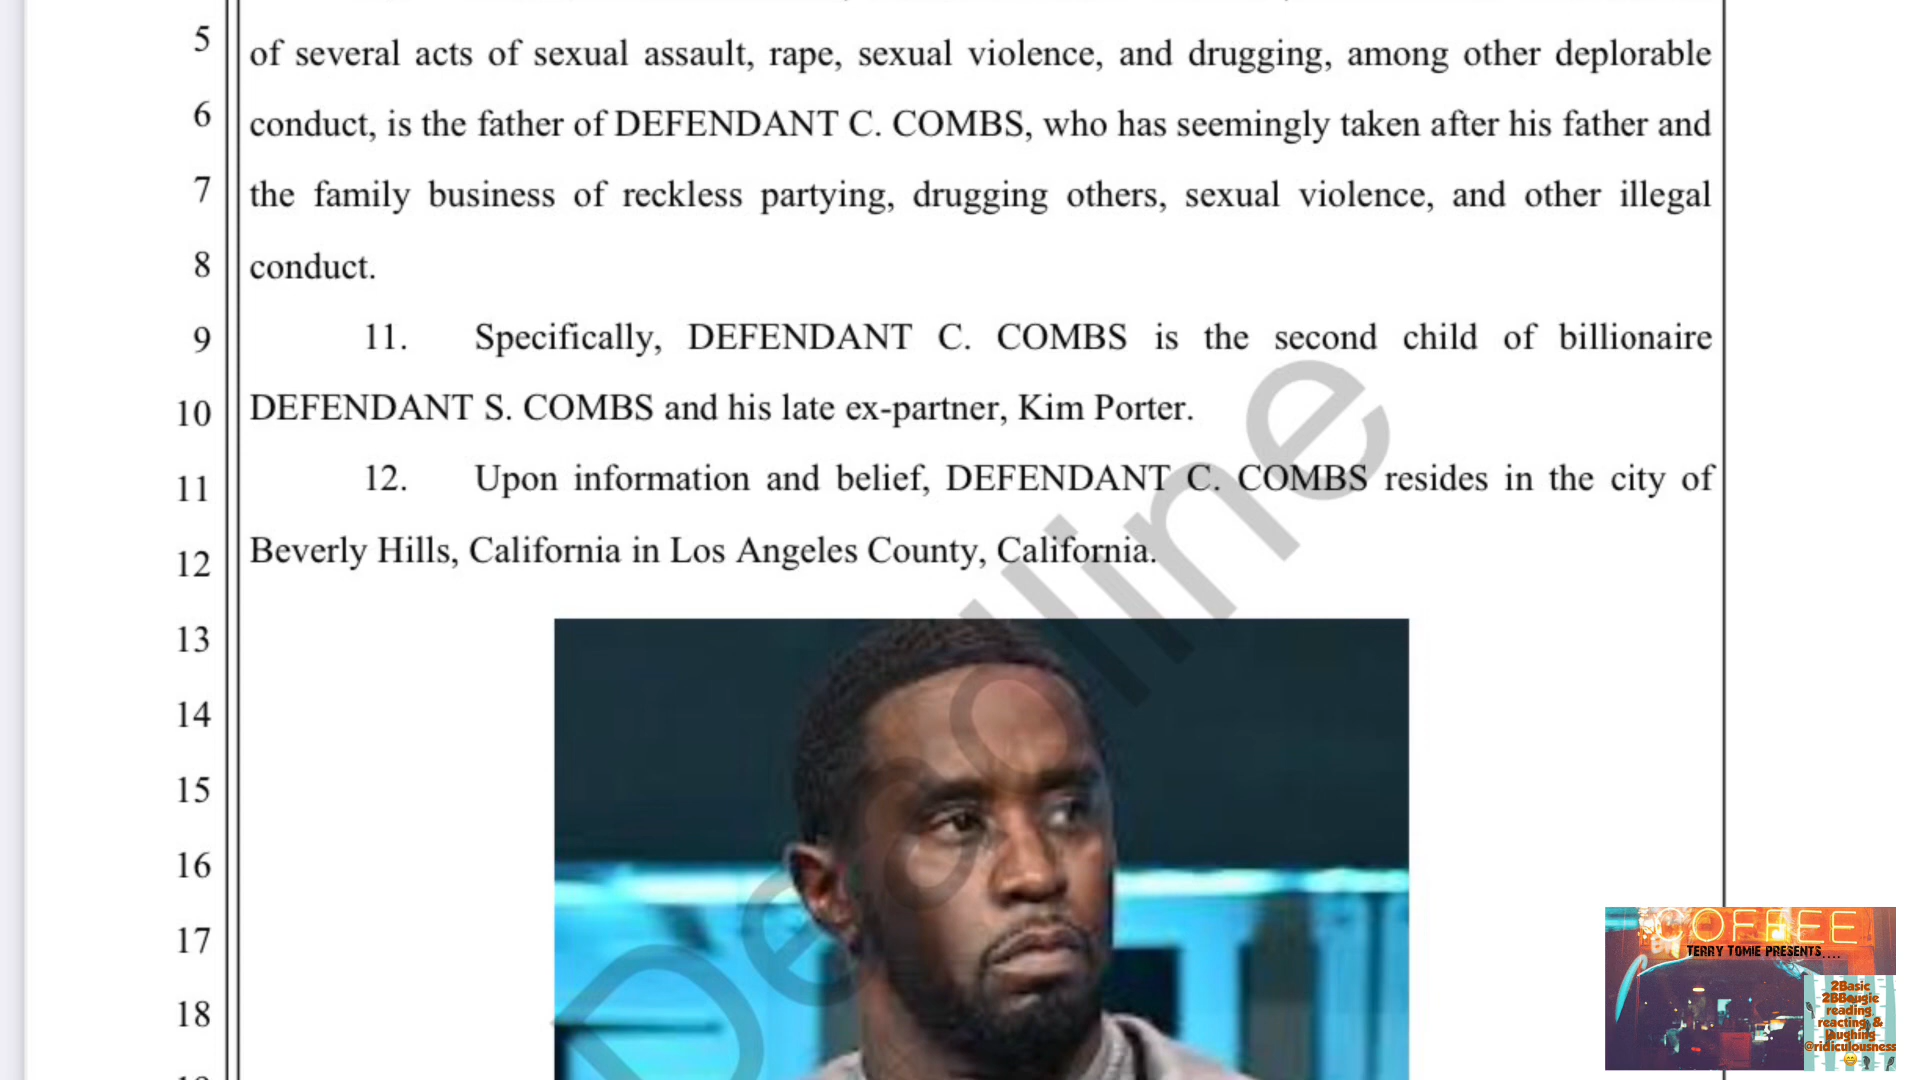 5
of several acts of sexual assault, rape, sexual violence, and drugging, among other deplorable
6
conduct, is the father of DEFENDANT C. COMBS, who has seemingly taken after his father and
7
the family business of reckless partying, drugging others, sexual violence, and other illegal
8
conduct.
9
11. Specifically, DEFENDANT C. COMBS is the second child of billionaire
10
DEFENDANT S. COMBS and his late ex-partner, Kim Porter.
11
12. Upon information and belief, DEFENDANT C. COMBS resides in the city of
12
Beverly Hills, California in Los Angeles County, California.
13
14
15
16
17
18
Deadline
COFFEE
TERRY TOMIE PRESENTS....
2Basic
2BBougie
reading
reacting &
laughing
@ridiculousness